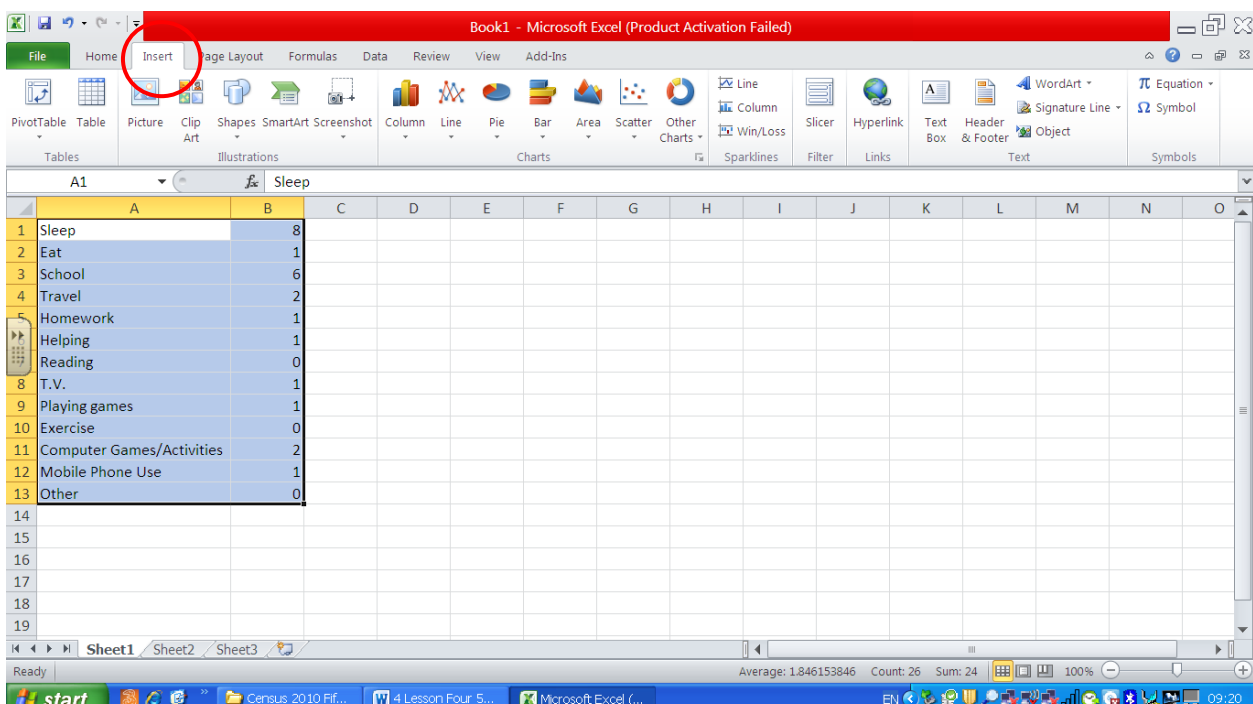 Book1 - Microsoft Excel (Product Activation Failed)
File Home Insert Page Layout Formulas Data Review View Add-Ins
PivotTable Table Picture Clip Art Shapes SmartArt Screenshot Column Line Pie Bar Area Scatter Other Charts Line Column Win/Loss Slicer Hyperlink Text Box Header & Footer WordArt Signature Line Object Equation Symbol
Tables Illustrations Charts Sparklines Filter Links Text Symbols
A1 fx Sleep
A B C D E F G H I J K L M N O
1 Sleep 8
2 Eat 1
3 School 6
4 Travel 2
5 Homework 1
Helping 1
Reading 0
8 T.V. 1
9 Playing games 1
10 Exercise 0
11 Computer Games/Activities 2
12 Mobile Phone Use 1
13 Other 0
14
15
16
17
18
19
Sheet1 Sheet2 Sheet3
Ready Average: 1.846153846 Count: 26 Sum: 24 100%
start Census 2010 Fif... 4 Lesson Four 5... Microsoft Excel (... EN 09:20